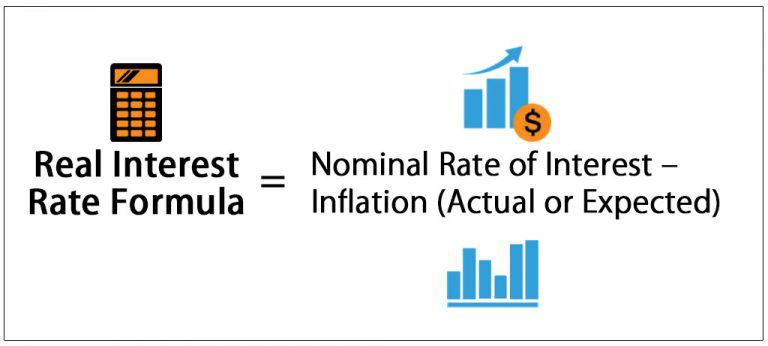 Real Interest
Rate Formula
=
Nominal Rate of Interest –
Inflation (Actual or Expected)
$